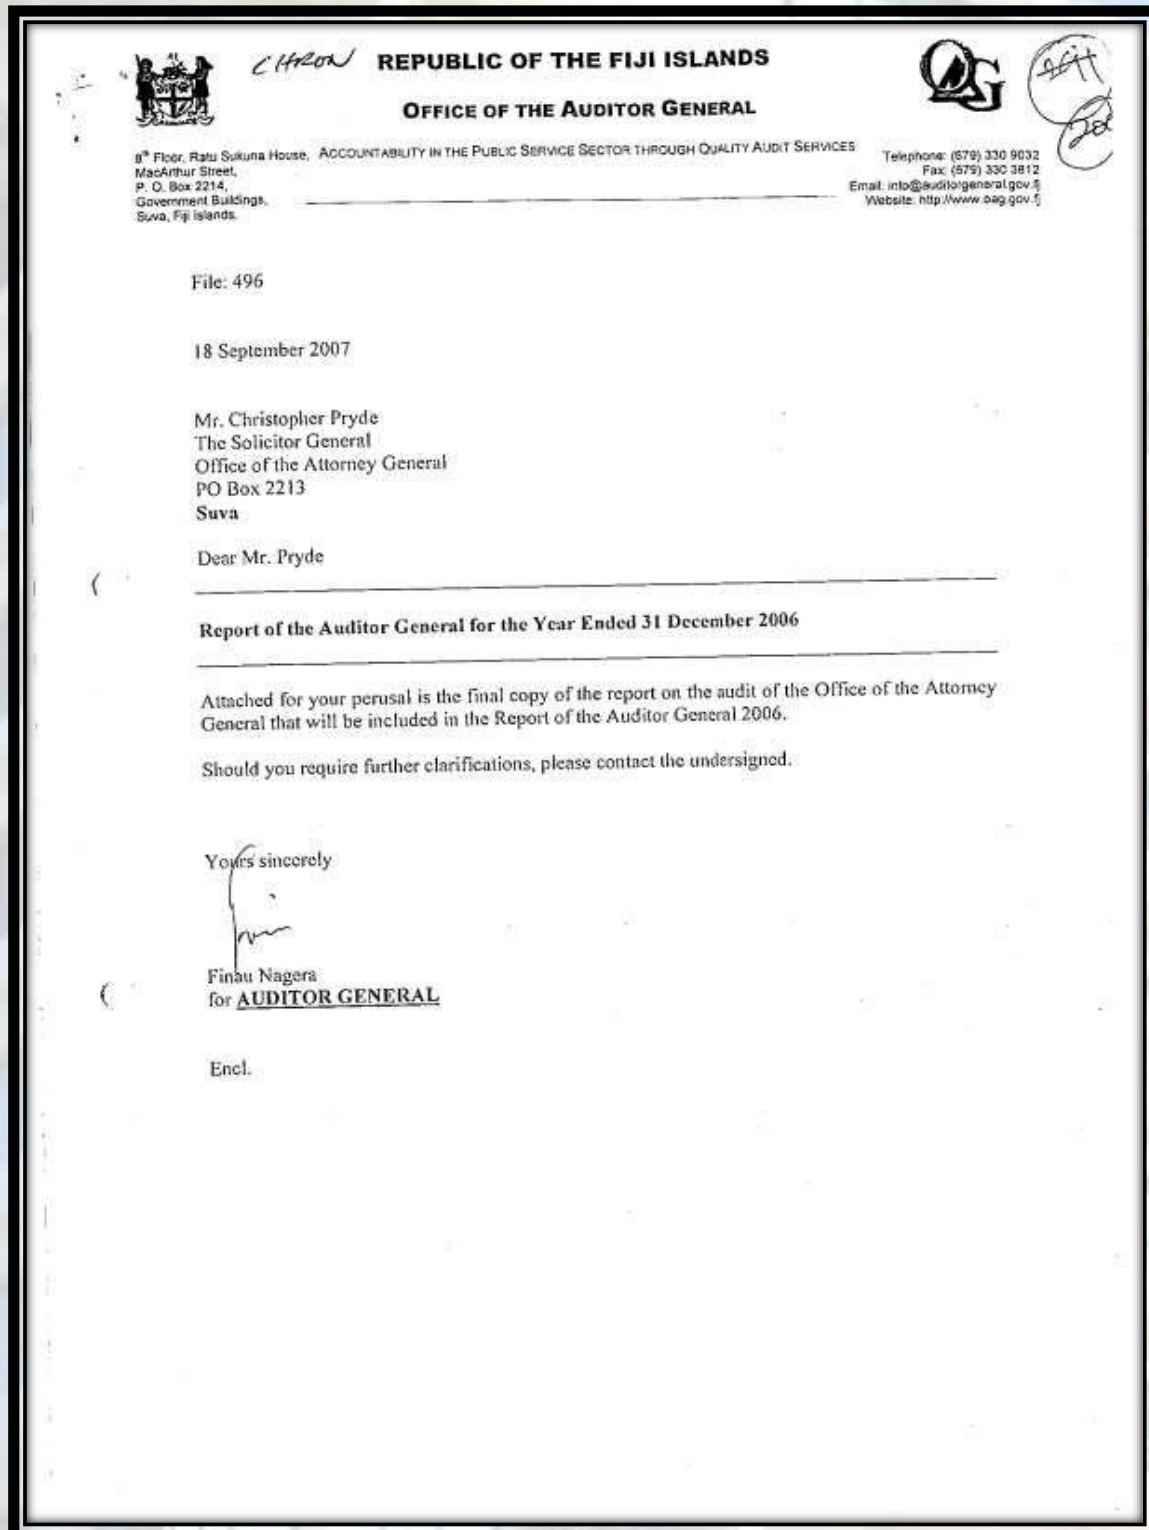 CHRON
REPUBLIC OF THE FIJI ISLANDS
OFFICE OF THE AUDITOR GENERAL
OAG
8th Floor, Ratu Sukuna House,
MacArthur Street,
P. O. Box 2214,
Government Buildings,
Suva, Fiji Islands.
ACCOUNTABILITY IN THE PUBLIC SERVICE SECTOR THROUGH QUALITY AUDIT SERVICES
Telephone: (679) 330 9032
Fax: (679) 330 3812
Email: info@auditorgeneral.gov.fj
Website: http://www.oag.gov.fj
File: 496
18 September 2007
Mr. Christopher Pryde
The Solicitor General
Office of the Attorney General
PO Box 2213
Suva
Dear Mr. Pryde
Report of the Auditor General for the Year Ended 31 December 2006
Attached for your perusal is the final copy of the report on the audit of the Office of the Attorney
General that will be included in the Report of the Auditor General 2006.
Should you require further clarifications, please contact the undersigned.
Yours sincerely
Finau Nagera
for AUDITOR GENERAL
Encl.